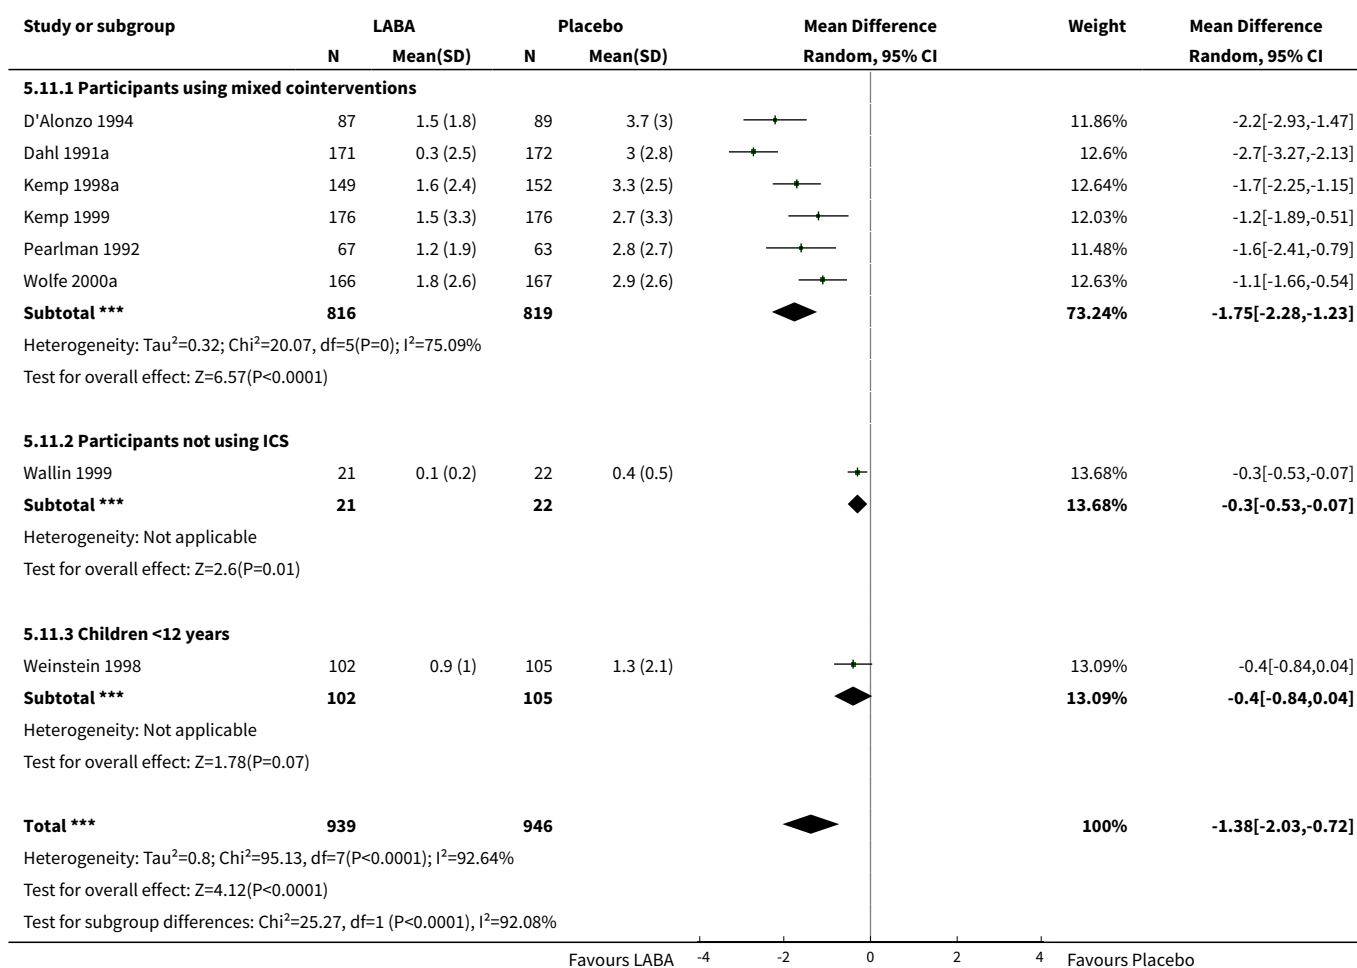 Study or subgroup LABA Placebo Mean Difference Weight Mean Difference
N Mean(SD) N Mean(SD) Random, 95% CI Random, 95% CI
5.11.1 Participants using mixed cointerventions
D'Alonzo 1994 87 1.5 (1.8) 89 3.7 (3) 11.86% -2.2[-2.93,-1.47]
Dahl 1991a 171 0.3 (2.5) 172 3 (2.8) 12.6% -2.7[-3.27,-2.13]
Kemp 1998a 149 1.6 (2.4) 152 3.3 (2.5) 12.64% -1.7[-2.25,-1.15]
Kemp 1999 176 1.5 (3.3) 176 2.7 (3.3) 12.03% -1.2[-1.89,-0.51]
Pearlman 1992 67 1.2 (1.9) 63 2.8 (2.7) 11.48% -1.6[-2.41,-0.79]
Wolfe 2000a 166 1.8 (2.6) 167 2.9 (2.6) 12.63% -1.1[-1.66,-0.54]
Subtotal *** 816 819 73.24% -1.75[-2.28,-1.23]
Heterogeneity: Tau²=0.32; Chi²=20.07, df=5(P=0); I²=75.09%
Test for overall effect: Z=6.57(P<0.0001)
5.11.2 Participants not using ICS
Wallin 1999 21 0.1 (0.2) 22 0.4 (0.5) 13.68% -0.3[-0.53,-0.07]
Subtotal *** 21 22 13.68% -0.3[-0.53,-0.07]
Heterogeneity: Not applicable
Test for overall effect: Z=2.6(P=0.01)
5.11.3 Children <12 years
Weinstein 1998 102 0.9 (1) 105 1.3 (2.1) 13.09% -0.4[-0.84,0.04]
Subtotal *** 102 105 13.09% -0.4[-0.84,0.04]
Heterogeneity: Not applicable
Test for overall effect: Z=1.78(P=0.07)
Total *** 939 946 100% -1.38[-2.03,-0.72]
Heterogeneity: Tau²=0.8; Chi²=95.13, df=7(P<0.0001); I²=92.64%
Test for overall effect: Z=4.12(P<0.0001)
Test for subgroup differences: Chi²=25.27, df=1 (P<0.0001), I²=92.08%
Favours LABA -4 -2 0 2 4 Favours Placebo